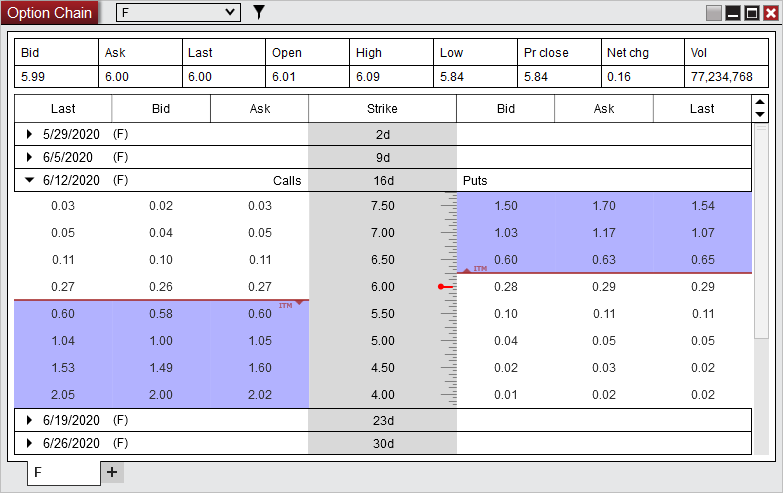 Option Chain F
Bid Ask Last Open High Low Pr close Net chg Vol
5.99 6.00 6.00 6.01 6.09 5.84 5.84 0.16 77,234,768
Last Bid Ask Strike Bid Ask Last
5/29/2020 (F) 2d
6/5/2020 (F) 9d
6/12/2020 (F) Calls 16d Puts
0.03 0.02 0.03 7.50 1.50 1.70 1.54
0.05 0.04 0.05 7.00 1.03 1.17 1.07
0.11 0.10 0.11 6.50 0.60 0.63 0.65
ITM
0.27 0.26 0.27 6.00 0.28 0.29 0.29
ITM
0.60 0.58 0.60 5.50 0.10 0.11 0.11
1.04 1.00 1.05 5.00 0.04 0.05 0.05
1.53 1.49 1.60 4.50 0.02 0.03 0.02
2.05 2.00 2.02 4.00 0.01 0.02 0.02
6/19/2020 (F) 23d
6/26/2020 (F) 30d
F +